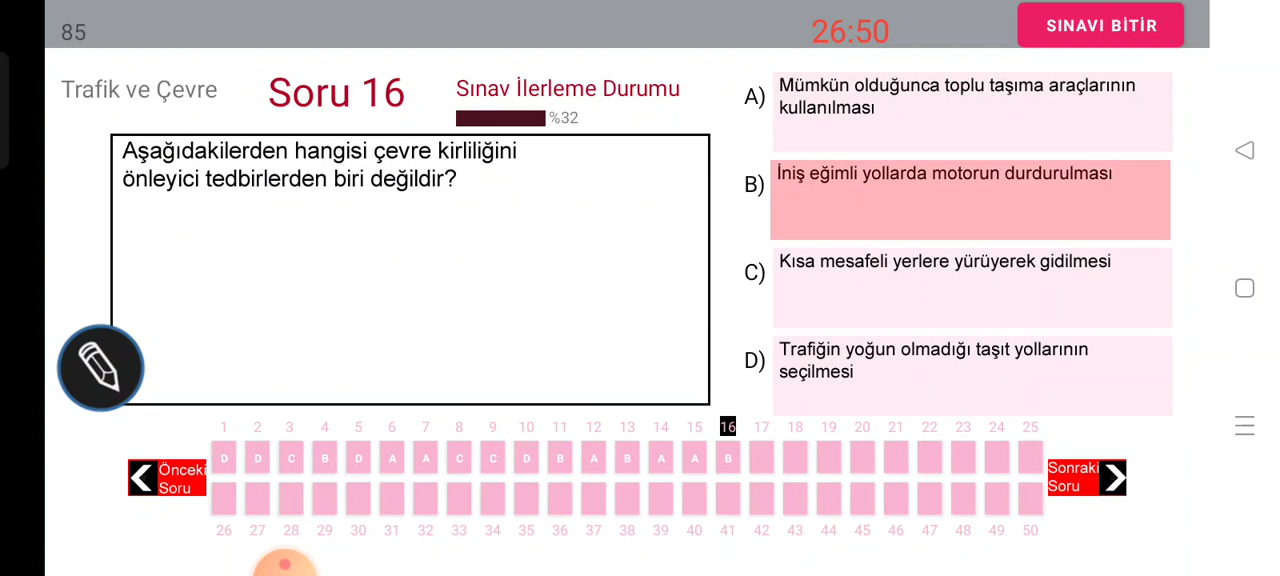 85
26:50
SINAVI BİTİR
Trafik ve Çevre
Soru 16
Sınav İlerleme Durumu
%32
Aşağıdakilerden hangisi çevre kirliliğini
önleyici tedbirlerden biri değildir?
A)
Mümkün olduğunca toplu taşıma araçlarının
kullanılması
B)
İniş eğimli yollarda motorun durdurulması
C)
Kısa mesafeli yerlere yürüyerek gidilmesi
D)
Trafiğin yoğun olmadığı taşıt yollarının
seçilmesi
1 2 3 4 5 6 7 8 9 10 11 12 13 14 15 16 17 18 19 20 21 22 23 24 25
D D C B D A A C C D B A B A A B
Önceki
Soru
Sonraki
Soru
26 27 28 29 30 31 32 33 34 35 36 37 38 39 40 41 42 43 44 45 46 47 48 49 50